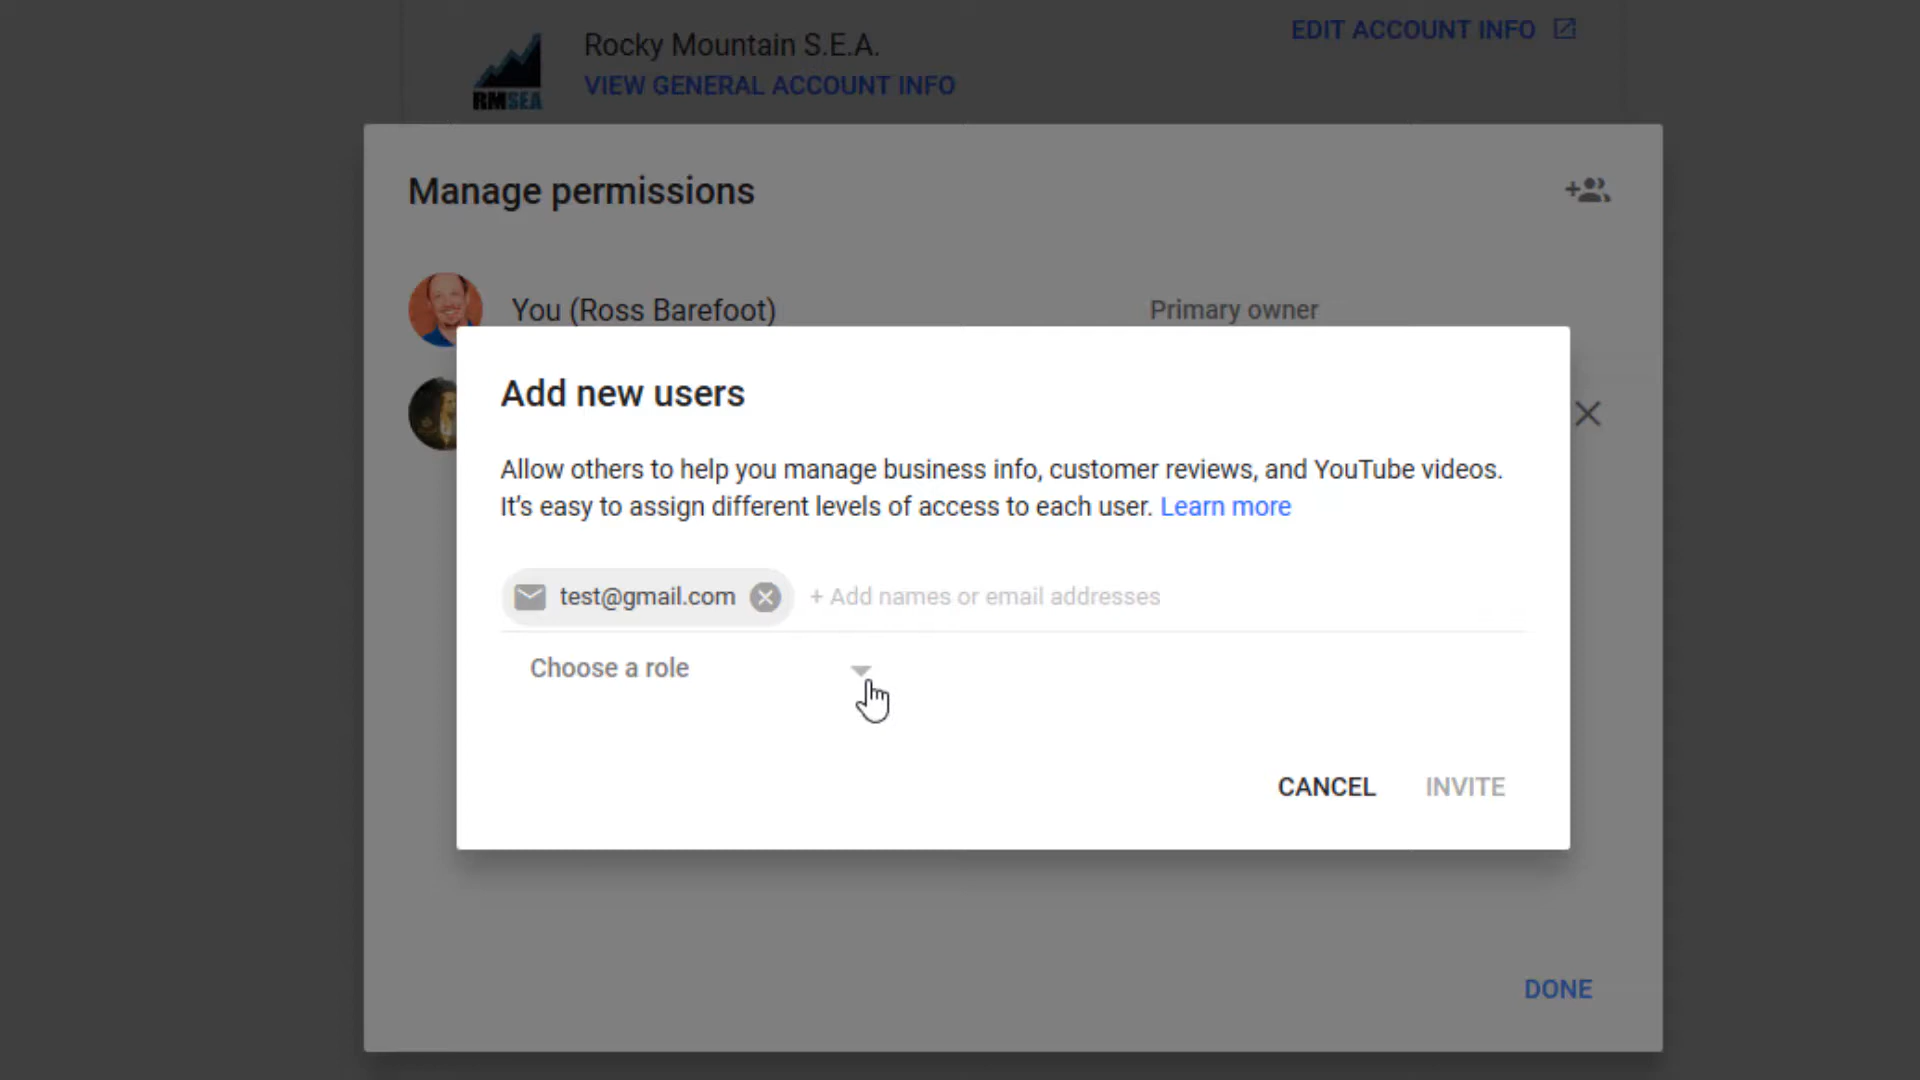 Rocky Mountain S.E.A.
EDIT ACCOUNT INFO
VIEW GENERAL ACCOUNT INFO
RMSEA
Manage permissions
You (Ross Barefoot)
Primary owner
Add new users
Allow others to help you manage business info, customer reviews, and YouTube videos.
It's easy to assign different levels of access to each user. Learn more
test@gmail.com
+ Add names or email addresses
Choose a role
CANCEL
INVITE
DONE